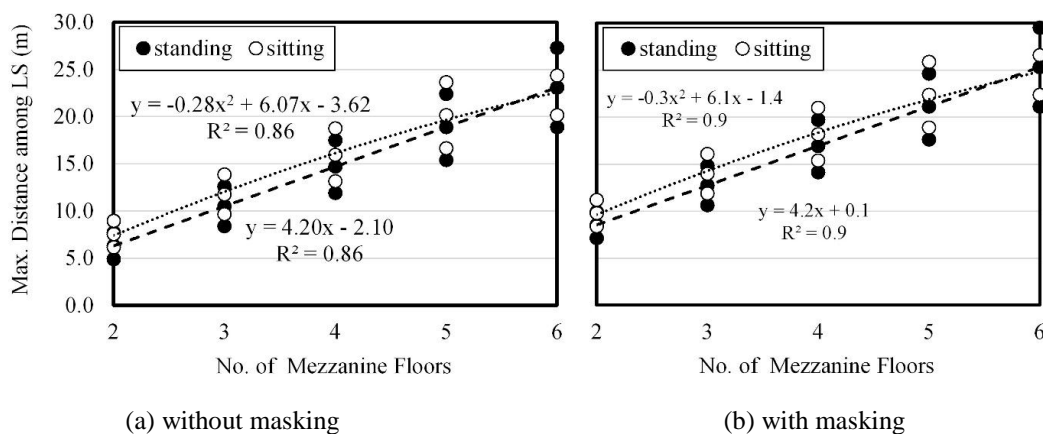 Max. Distance among LS (m)
30.0
25.0
20.0
15.0
10.0
5.0
0.0
standing sitting
y = -0.28x² + 6.07x - 3.62
R² = 0.86
y = 4.20x - 2.10
R² = 0.86
2 3 4 5 6
No. of Mezzanine Floors
(a) without masking
standing sitting
y = -0.3x² + 6.1x - 1.4
R² = 0.9
y = 4.2x + 0.1
R² = 0.9
2 3 4 5 6
No. of Mezzanine Floors
(b) with masking